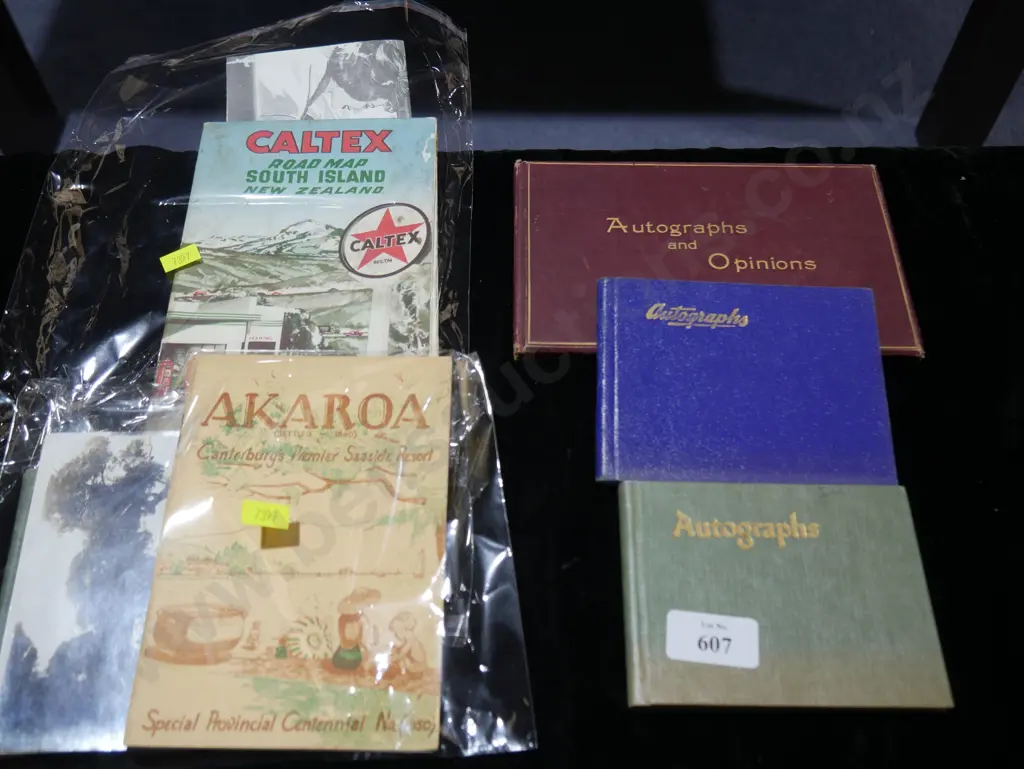 CALTEX
ROAD MAP
SOUTH ISLAND
NEW ZEALAND
CALTEX
AKAROA
Canterbury's Premier Seaside Resort
Special Provincial Centennial
Autographs
and
Opinions
Autographs
Autographs
Lot No.
607